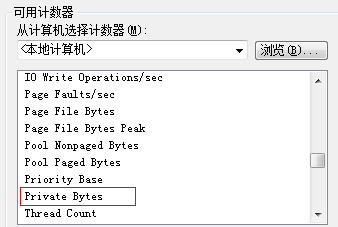 可用计数器
从计算机选择计数器(M):
<本地计算机>
浏览(B)...
IO Write Operations/sec
Page Faults/sec
Page File Bytes
Page File Bytes Peak
Pool Nonpaged Bytes
Pool Paged Bytes
Priority Base
Private Bytes
Thread Count